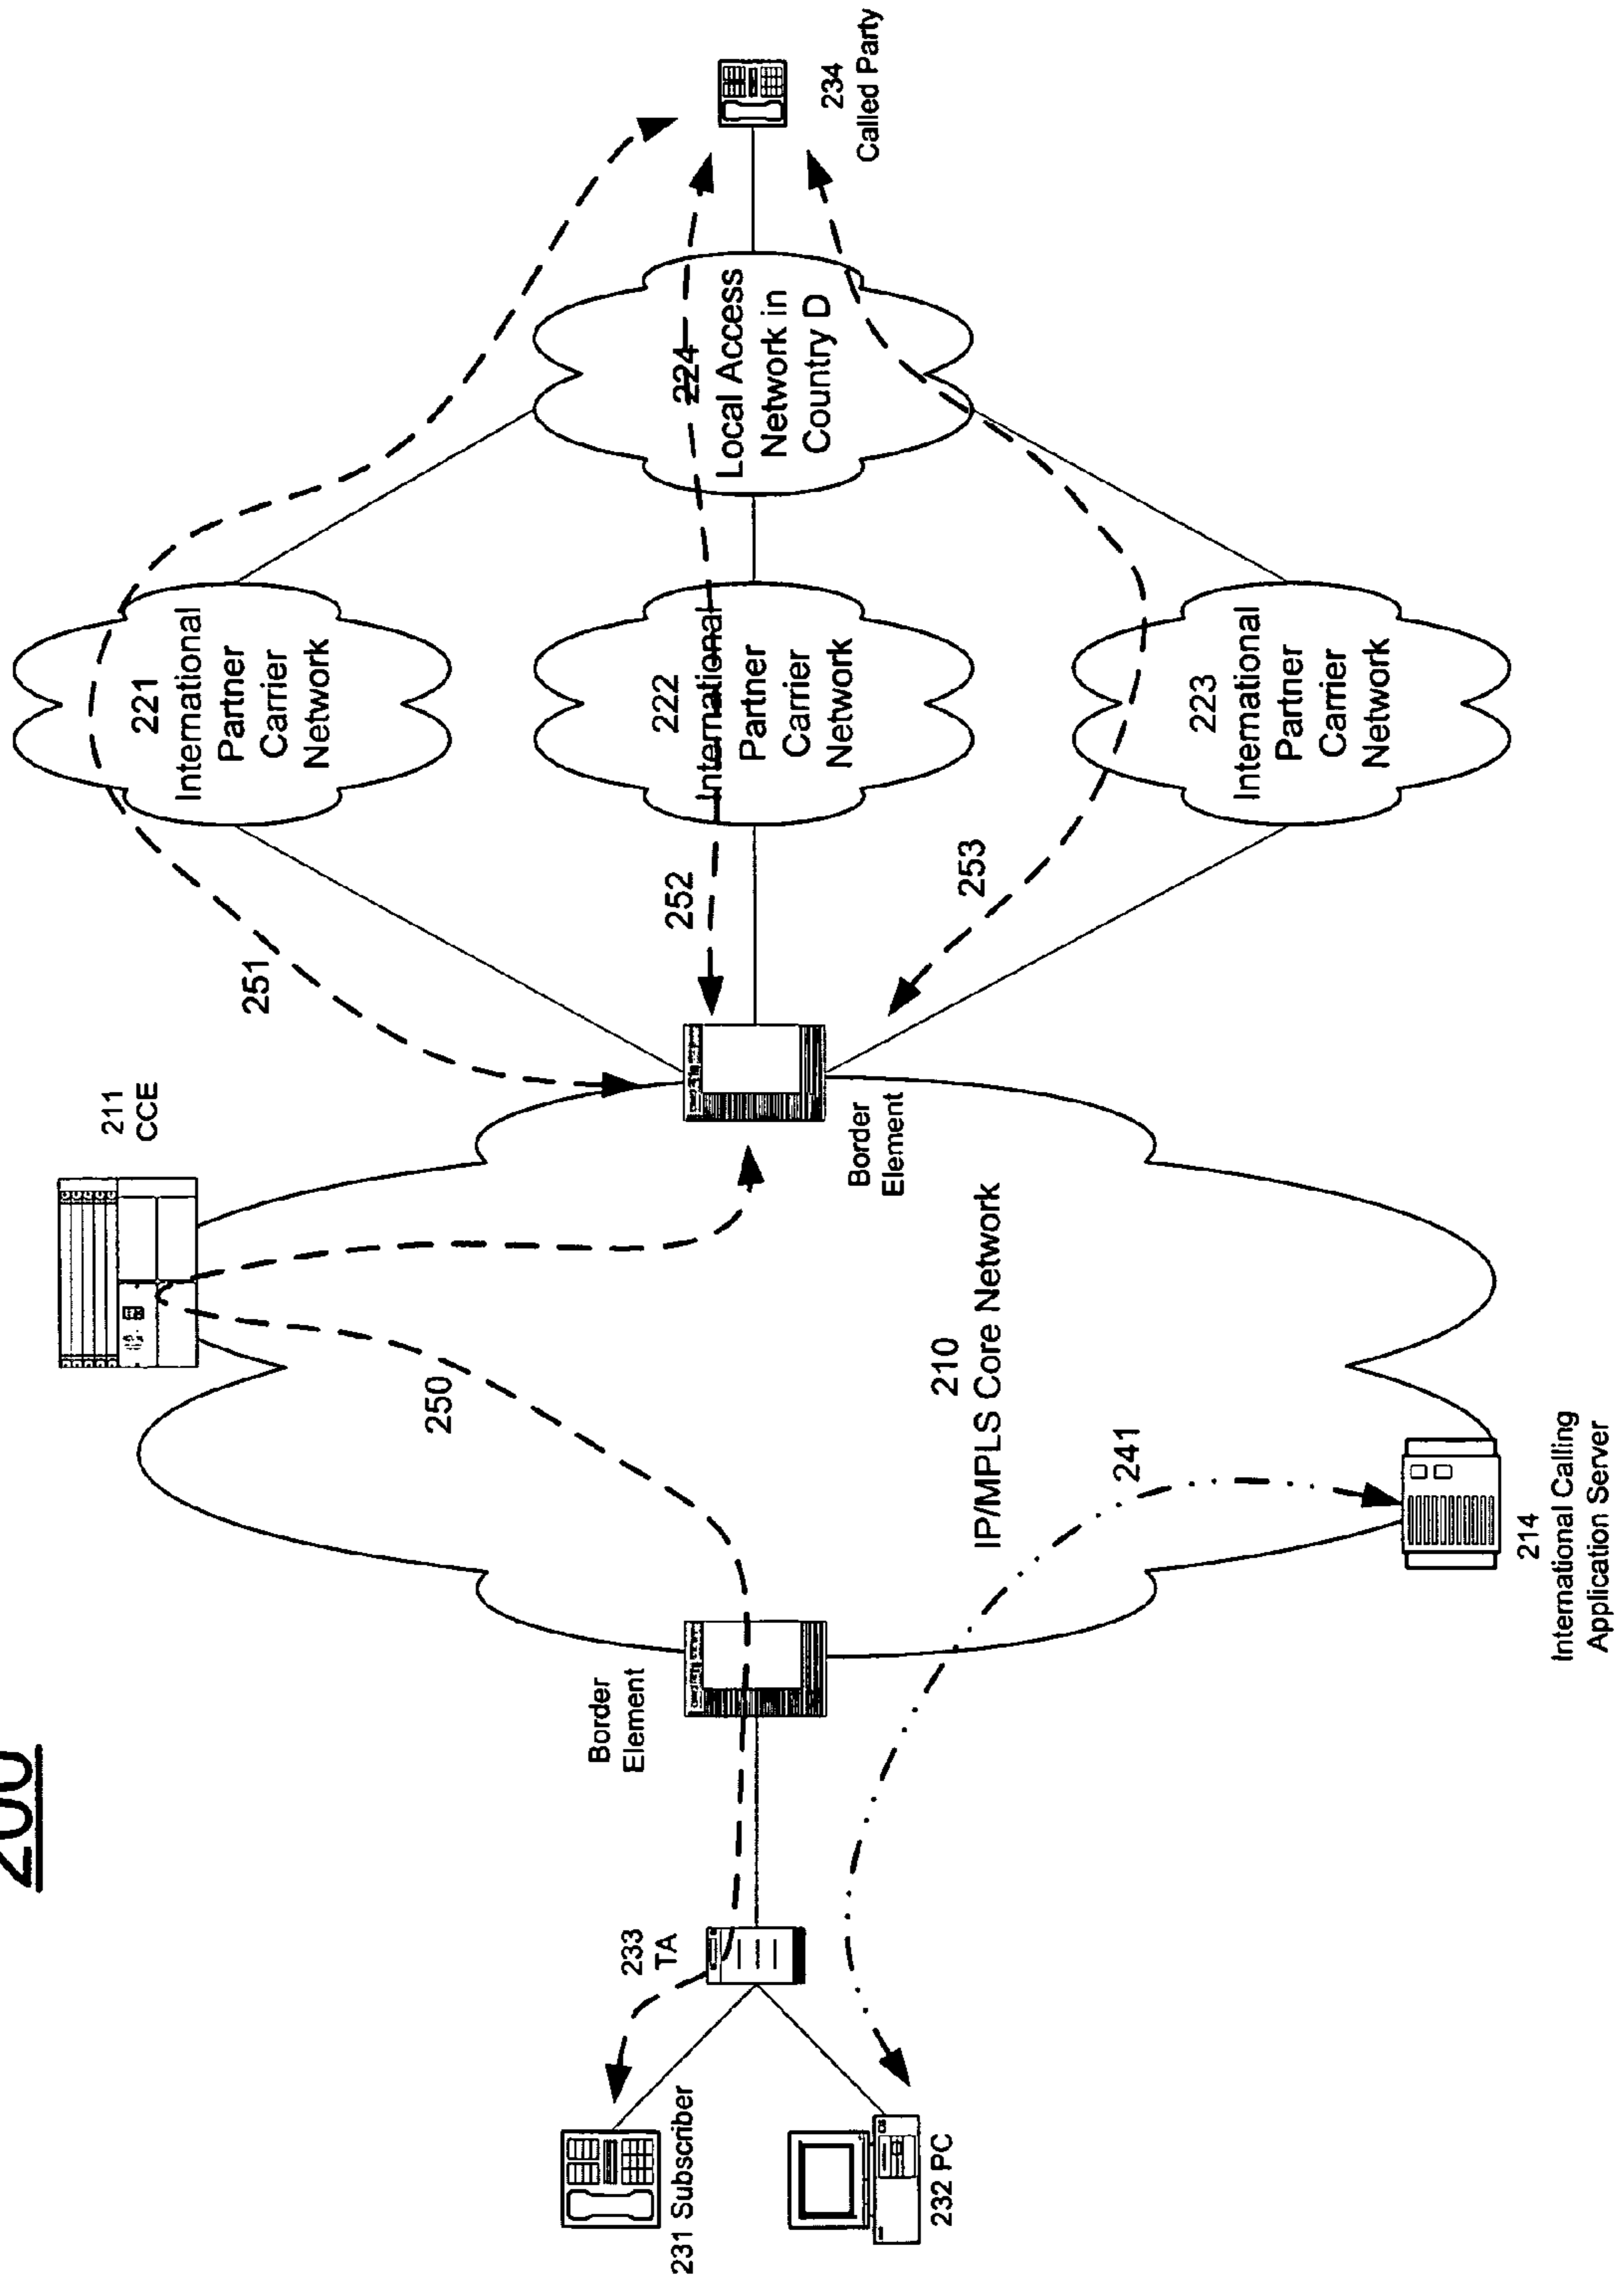 200
211
CCE
221
International
Partner
Carrier
Network
251
250
233
TA
231 Subscriber
Border
Element
252
222
International
Partner
Carrier
Network
224
Local Access
Network in
Country D
234
Called Party
232 PC
210
IP/MPLS Core Network
Border
Element
253
241
223
International
Partner
Carrier
Network
214
International Calling
Application Server